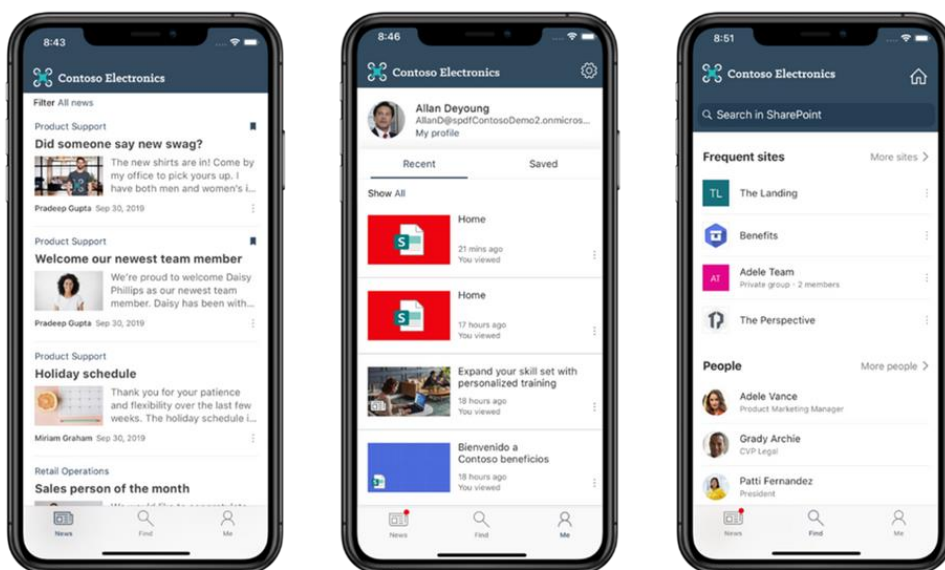 8:43
Contoso Electronics
Filter All news
Product Support
Did someone say new swag?
The new shirts are in! Come by
my office to pick yours up. I
have both men and women's i...
Pradeep Gupta Sep 30, 2019
Product Support
Welcome our newest team member
We're proud to welcome Daisy
Phillips as our newest team
member. Daisy has been with...
Pradeep Gupta Sep 30, 2019
Product Support
Holiday schedule
Thank you for your patience
and flexibility over the last few
weeks. The holiday schedule i...
Miriam Graham Sep 30, 2019
Retail Operations
Sales person of the month
News
Find
Me
8:46
Contoso Electronics
Allan Deyoung
AllanD@spdfContosoDemo2.onmicros...
My profile
Recent
Saved
Show All
S
Home
21 mins ago
You viewed
S
Home
17 hours ago
You viewed
Expand your skill set with
personalized training
18 hours ago
You viewed
Bienvenido a
Contoso beneficios
18 hours ago
You viewed
News
Find
Me
8:51
Contoso Electronics
Search in SharePoint
Frequent sites
More sites >
TL
The Landing
Benefits
AT
Adele Team
Private group - 2 members
The Perspective
People
More people >
Adele Vance
Product Marketing Manager
Grady Archie
CVP Legal
Patti Fernandez
President
News
Find
Me